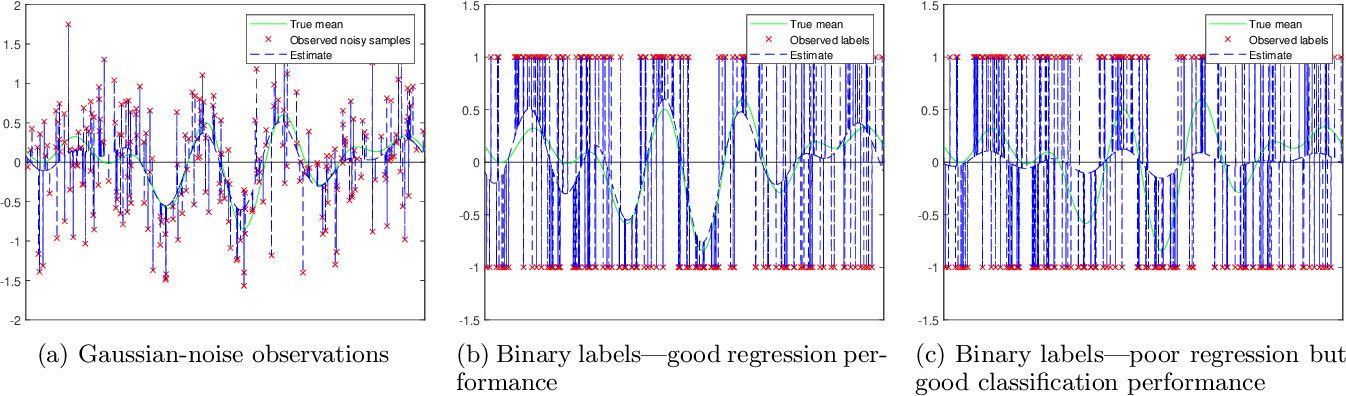 2
1.5
1
0.5
0
-0.5
-1
-1.5
-2
True mean
Observed noisy samples
Estimate
(a) Gaussian-noise observations
1.5
1
0.5
0
-0.5
-1
-1.5
True mean
Observed labels
Estimate
(b) Binary labels—good regression per-
formance
1.5
1
0.5
0
-0.5
-1
-1.5
True mean
Observed labels
Estimate
(c) Binary labels—poor regression but
good classification performance